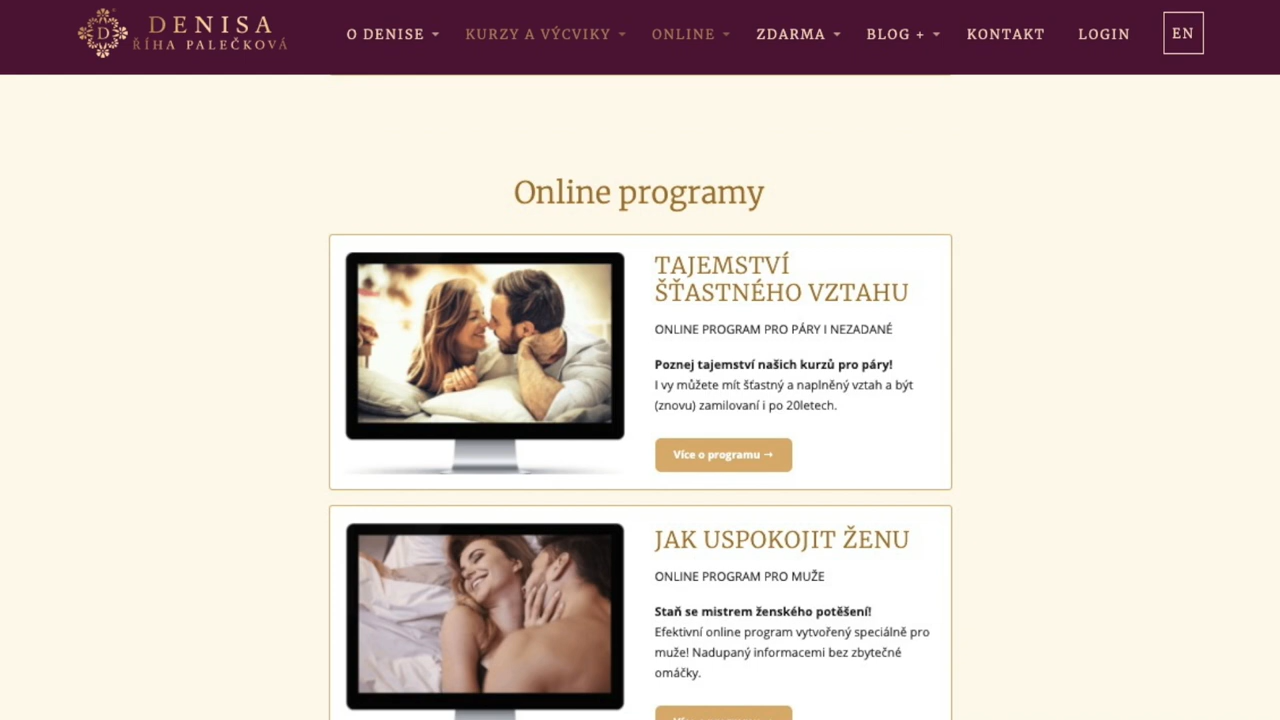 D
DENISA
ŘÍHA PALEČKOVÁ
O DENISE
KURZY A VÝCVIKY
ONLINE
ZDARMA
BLOG +
KONTAKT
LOGIN
EN
Online programy
TAJEMSTVÍ
ŠŤASTNÉHO VZTAHU
ONLINE PROGRAM PRO PÁRY I NEZADANÉ
Poznej tajemství našich kurzů pro páry!
I vy můžete mít šťastný a naplněný vztah a být
(znovu) zamilovaní i po 20letech.
Více o programu →
JAK USPOKOJIT ŽENU
ONLINE PROGRAM PRO MUŽE
Staň se mistrem ženského potěšení!
Efektivní online program vytvořený speciálně pro
muže! Nadupaný informacemi bez zbytečné
omáčky.